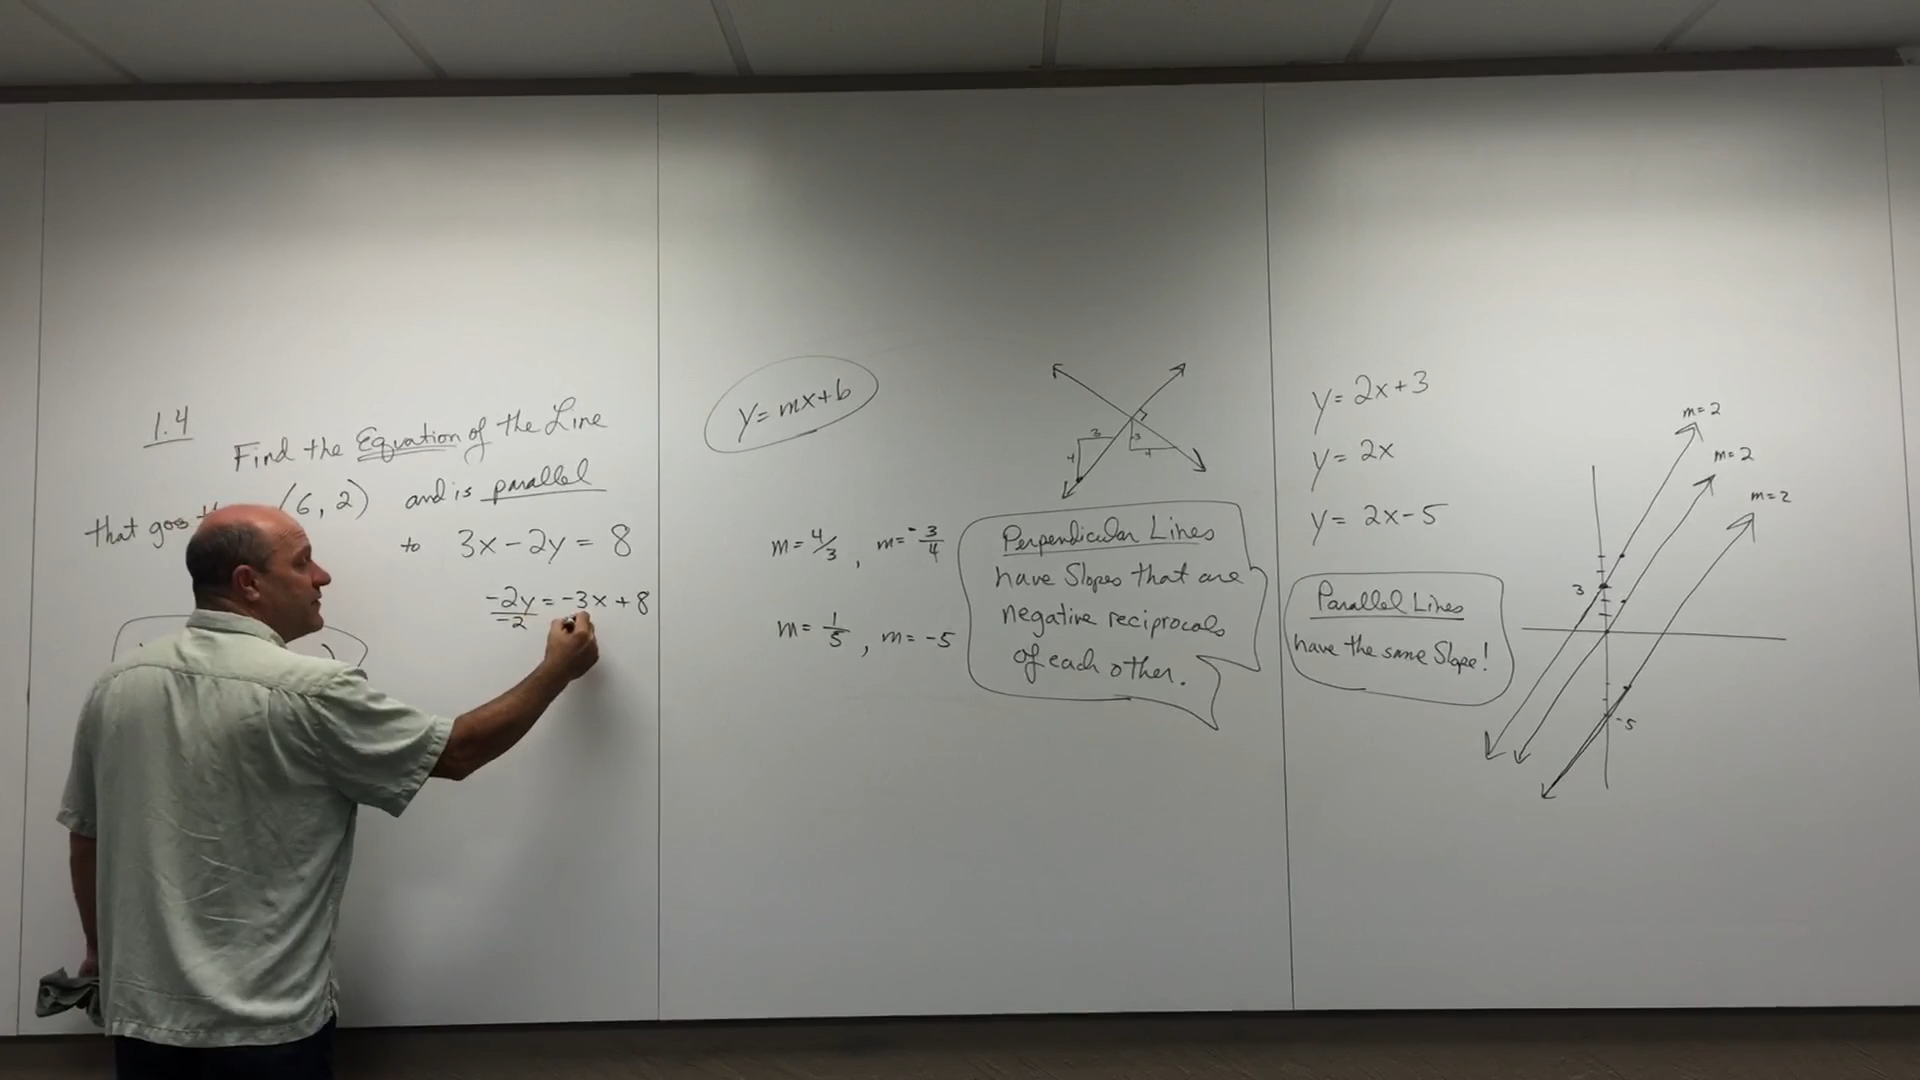 1.4
Find the Equation of the Line
that goes (6, 2) and is parallel
to 3x - 2y = 8
-2y = -3x + 8
-2
y = mx + b
3
4
3
4
m = 4/3 , m = -3/4
m = 1/5 , m = -5
Perpendicular Lines
have Slopes that are
negative reciprocals
of each other.
y = 2x + 3
y = 2x
y = 2x - 5
Parallel Lines
have the same Slope!
m = 2
m = 2
m = 2
3
-5